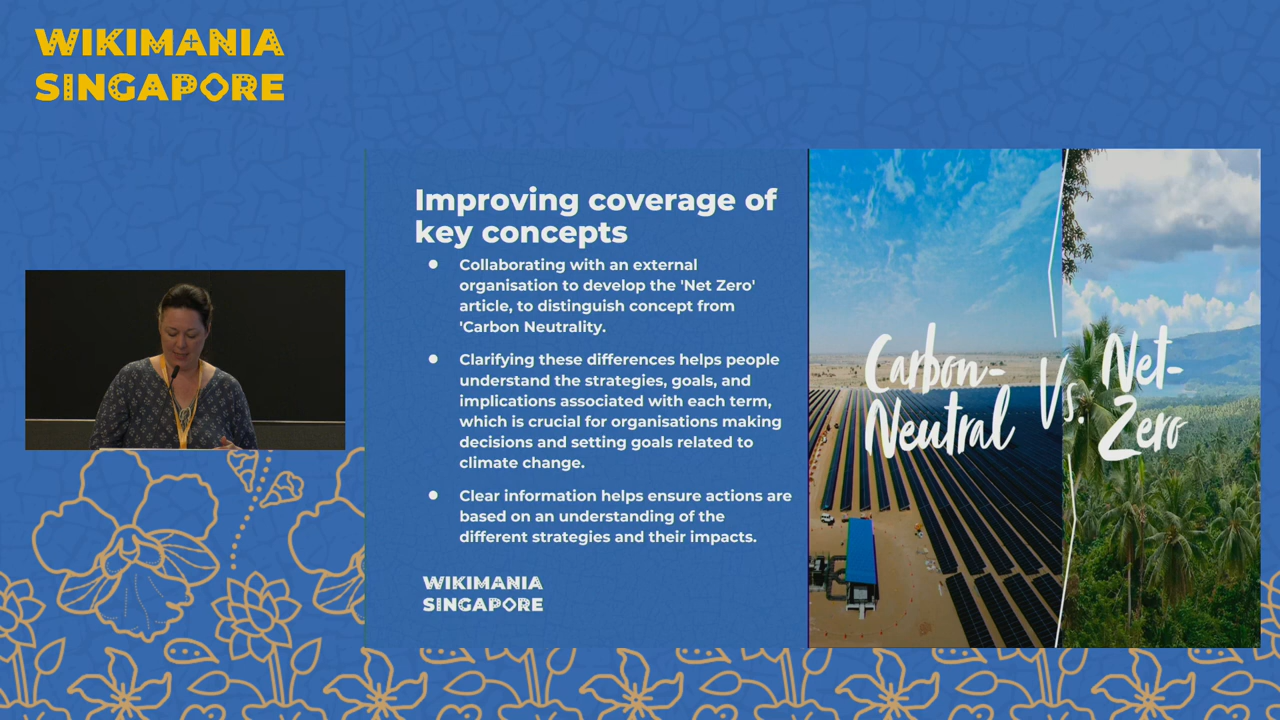 WIKIMANIA
SINGAPORE
Improving coverage of
key concepts
● Collaborating with an external
organisation to develop the 'Net Zero'
article, to distinguish concept from
'Carbon Neutrality.
● Clarifying these differences helps people
understand the strategies, goals, and
implications associated with each term,
which is crucial for organisations making
decisions and setting goals related to
climate change.
● Clear information helps ensure actions are
based on an understanding of the
different strategies and their impacts.
WIKIMANIA
SINGAPORE
Carbon-
Neutral
Vs.
Net-
Zero